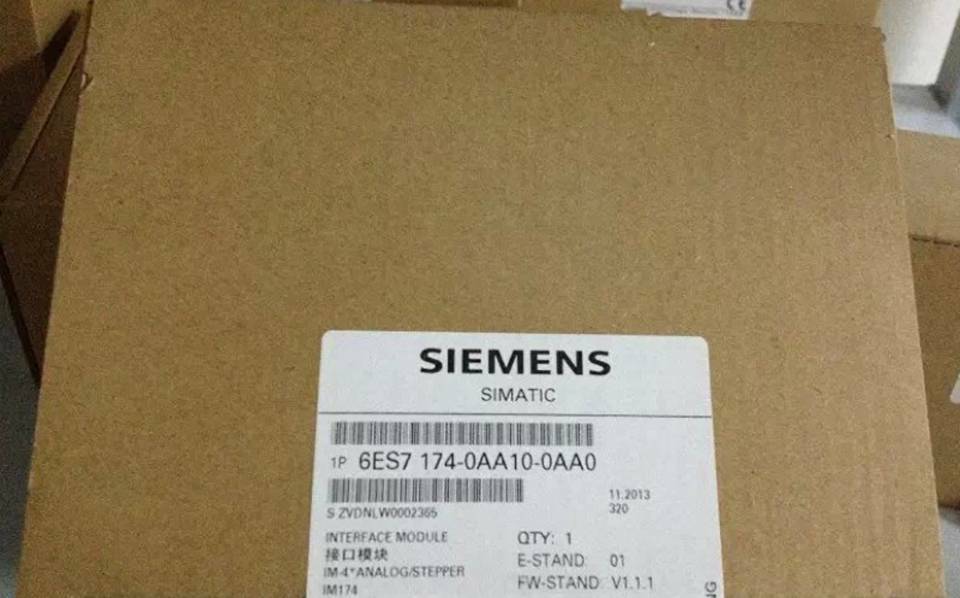 SIEMENS
SIMATIC
1P 6ES7 174-0AA10-0AA0
S ZVDNLW0002365
11.2013
320
INTERFACE MODULE
接口模块
IM-4*ANALOG/STEPPER
IM174
QTY: 1
E-STAND: 01
FW-STAND: V1.1.1
CE